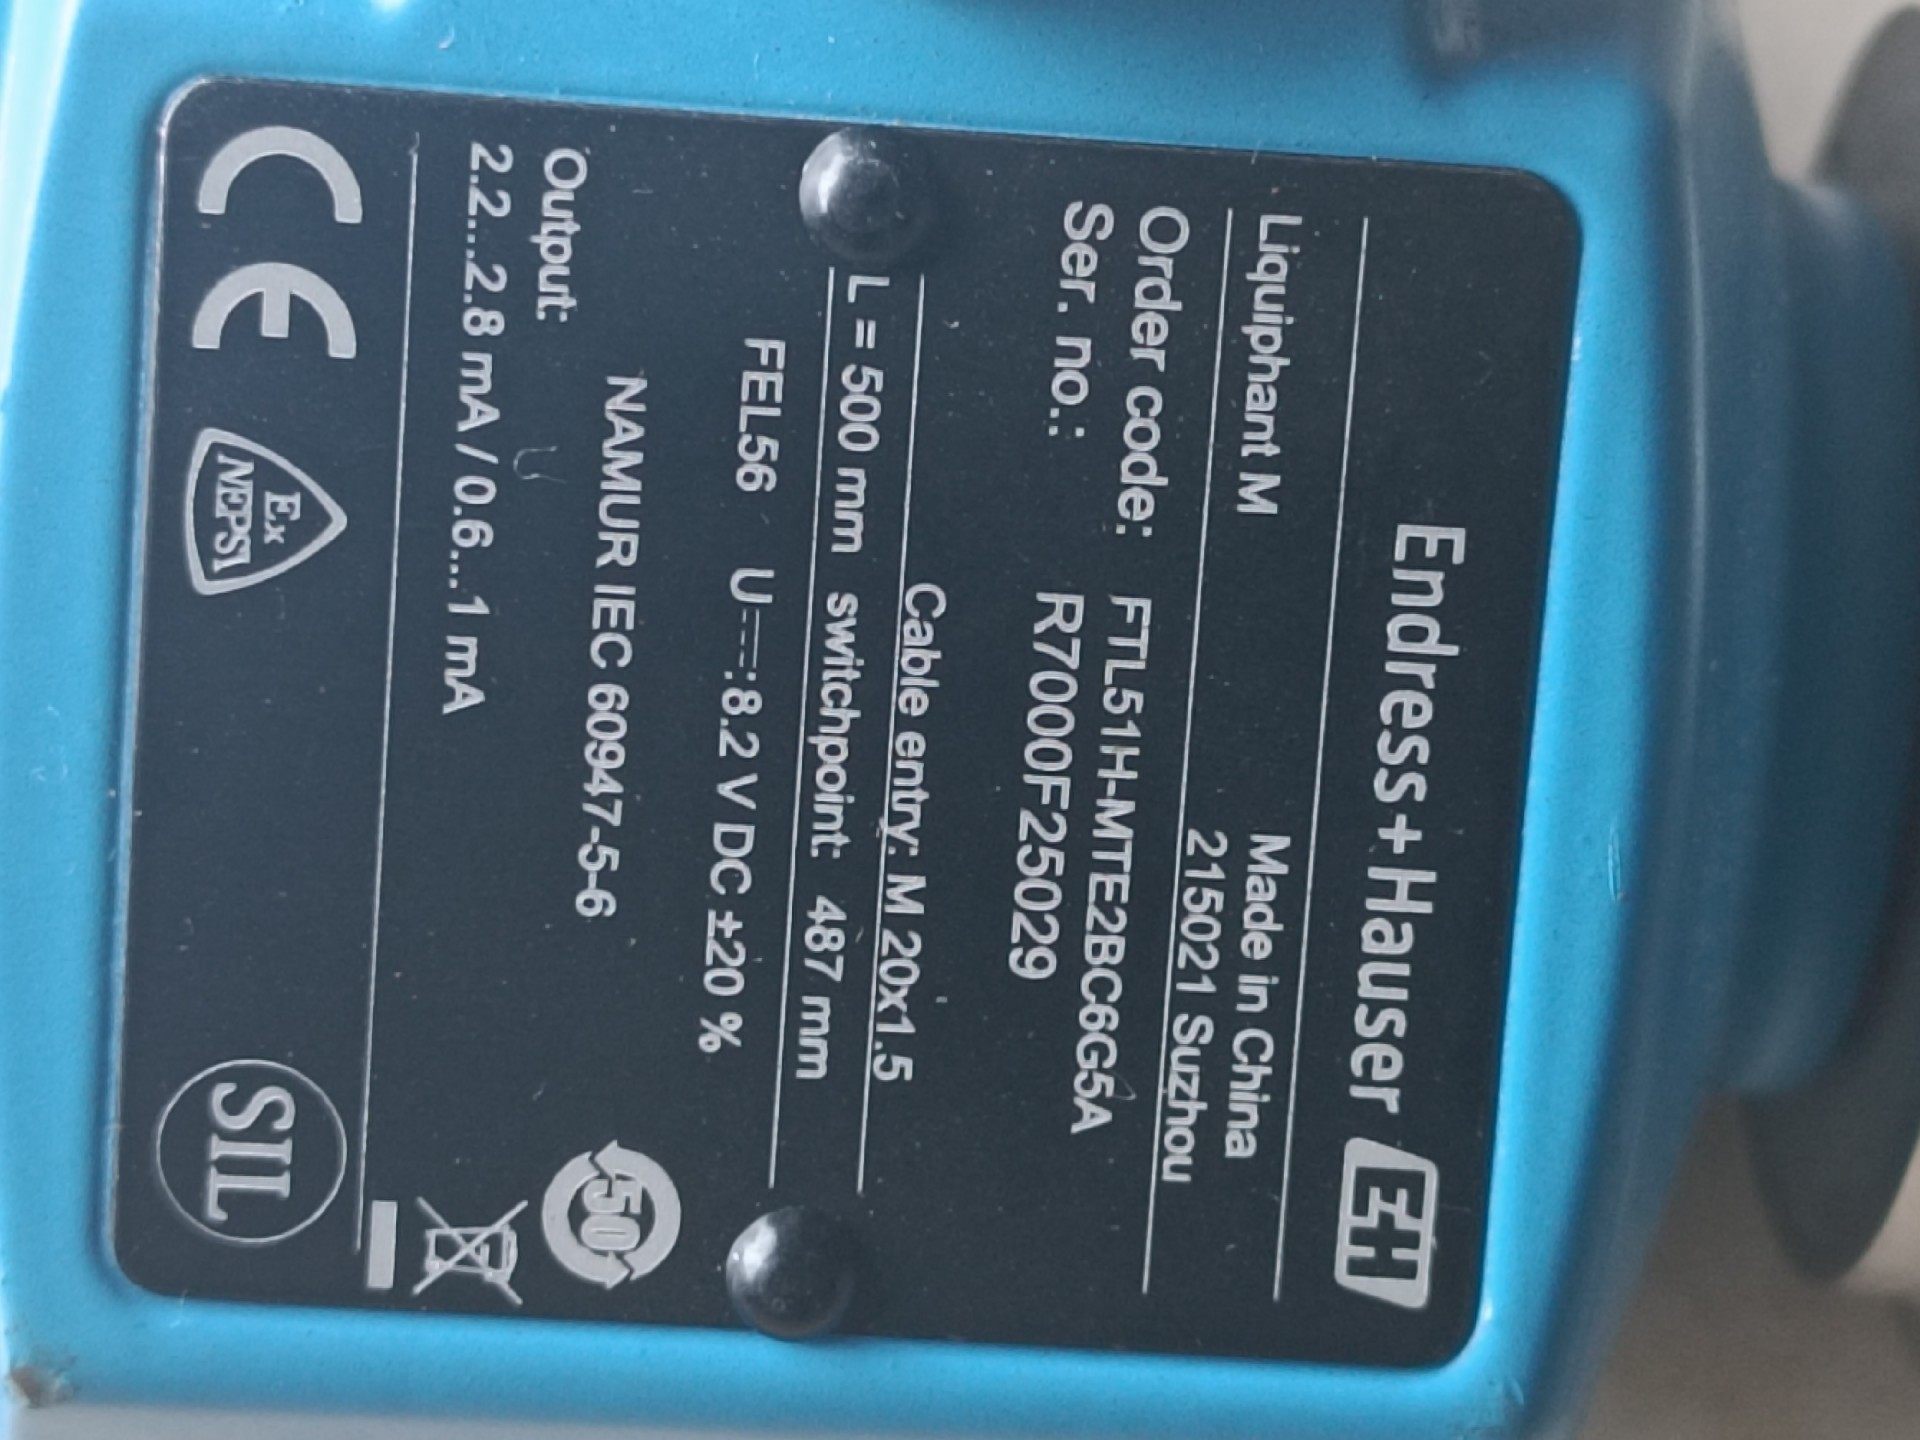 Endress+Hauser EH
Liquiphant M
Made in China
215021 Suzhou
Order code: FTL51H-MTE2BC6G5A
Ser. no.: R7000F25029
Cable entry: M 20x1.5
L = 500 mm switchpoint: 487 mm
FEL56 U⎓: 8.2 V DC ±20 %
NAMUR IEC 60947-5-6
Output:
2.2...2.8 mA / 0.6...1 mA
50
CE
Ex
NEPSI
SIL